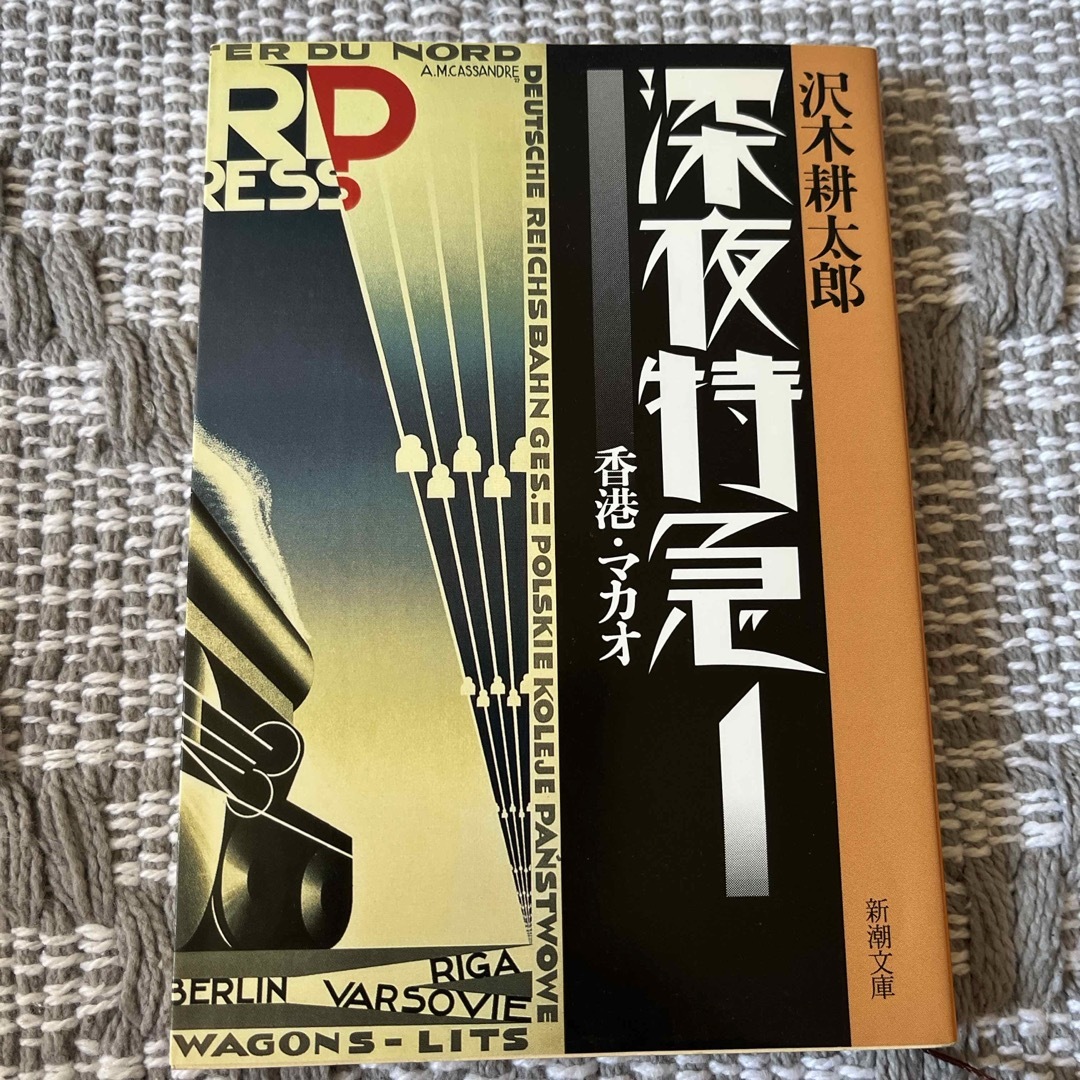 沢木耕太郎
深夜特急1
香港・マカオ
新潮文庫
ER DU NORD
A.M.CASSANDRE
RD
RESS
DEUTSCHE REICHSBAHN GES.= POLSKIE KOLEJE PAŃSTWOWE
RIGA
BERLIN VARSOVIE
WAGONS-LITS